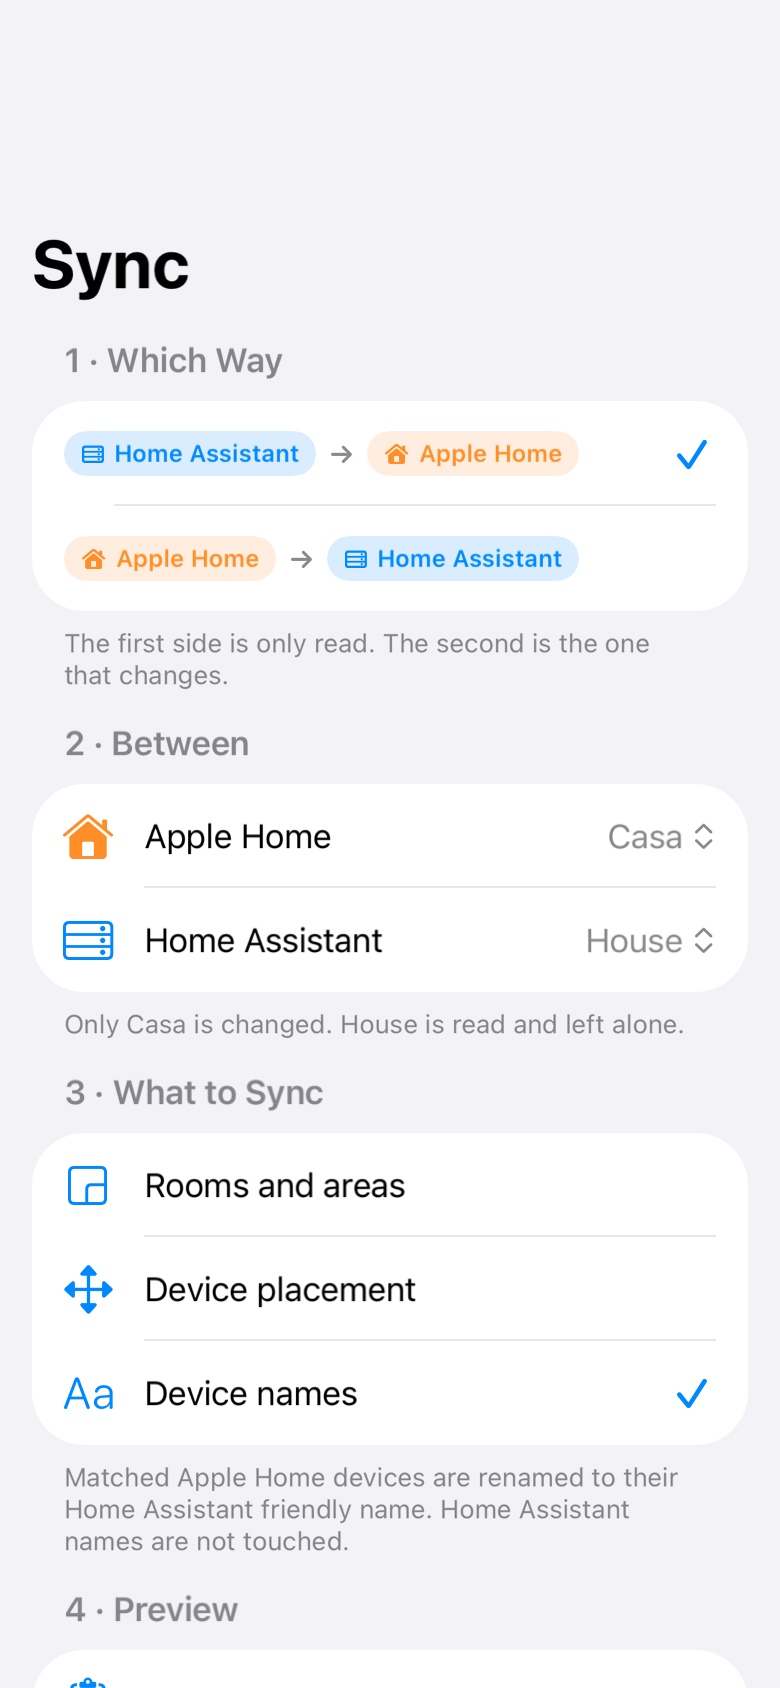 Sync
1 · Which Way
Home Assistant → Apple Home
Apple Home → Home Assistant
The first side is only read. The second is the one
that changes.
2 · Between
Apple Home Casa
Home Assistant House
Only Casa is changed. House is read and left alone.
3 · What to Sync
Rooms and areas
Device placement
Aa Device names
Matched Apple Home devices are renamed to their
Home Assistant friendly name. Home Assistant
names are not touched.
4 · Preview